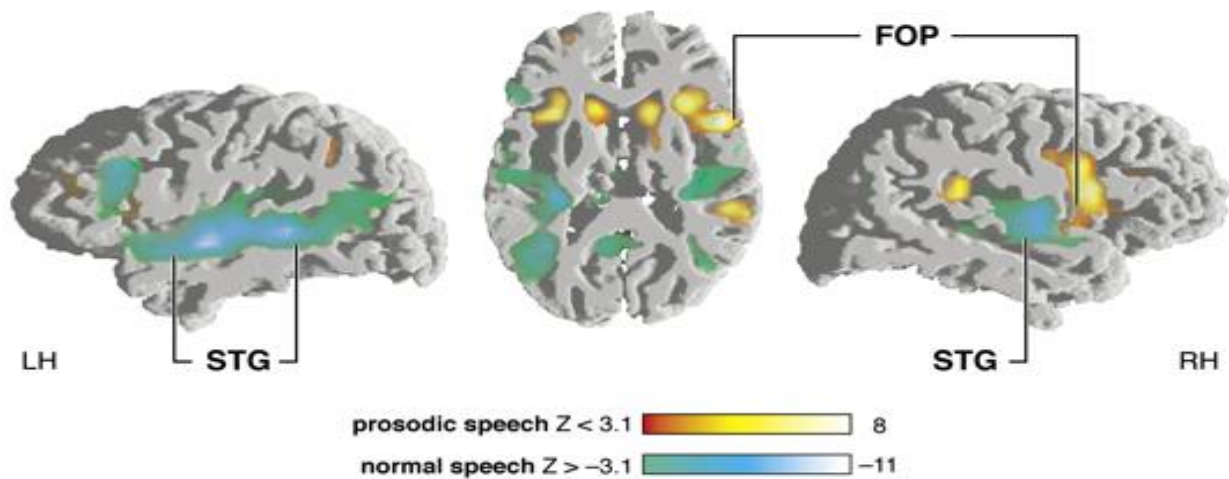 FOP
LH
STG
STG
RH
prosodic speech Z < 3.1 8
normal speech Z > –3.1 –11